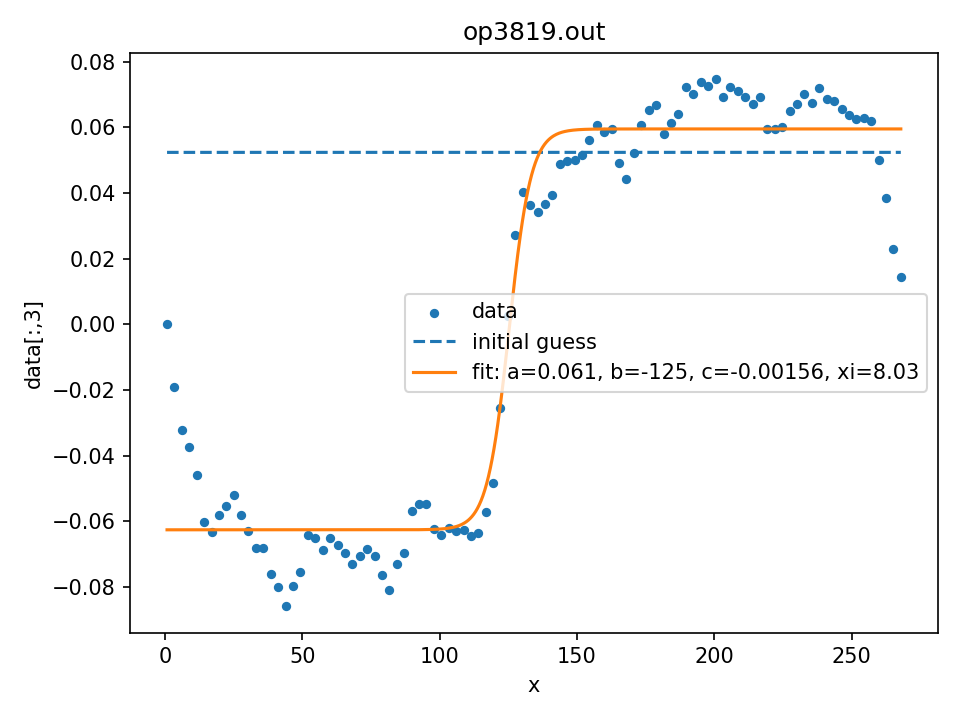 op3819.out
0.08
0.06
0.04
0.02
0.00
−0.02
−0.04
−0.06
−0.08
data[:,3]
data
initial guess
fit: a=0.061, b=-125, c=-0.00156, xi=8.03
0 50 100 150 200 250
x